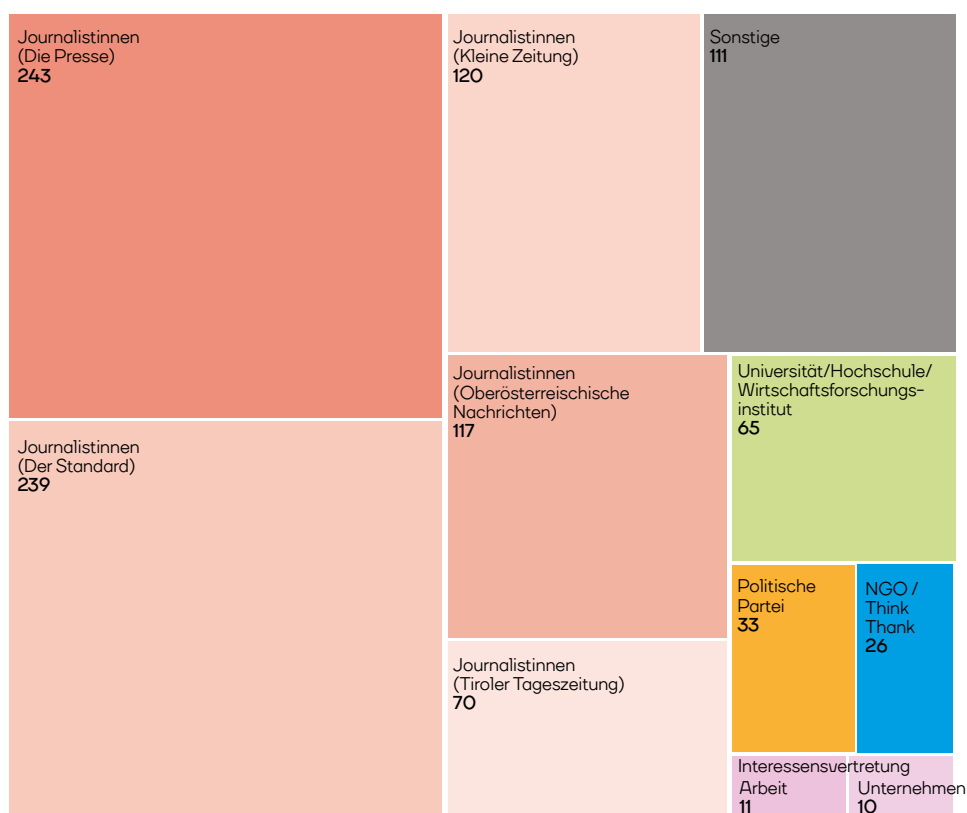 Journalistinnen
(Die Presse)
243
Journalistinnen
(Der Standard)
239
Journalistinnen
(Kleine Zeitung)
120
Sonstige
111
Journalistinnen
(Oberösterreischische
Nachrichten)
117
Journalistinnen
(Tiroler Tageszeitung)
70
Universität/Hochschule/
Wirtschaftsforschungs-
institut
65
Politische
Partei
33
NGO /
Think
Thank
26
Interessensvertretung
Arbeit
11
Unternehmen
10